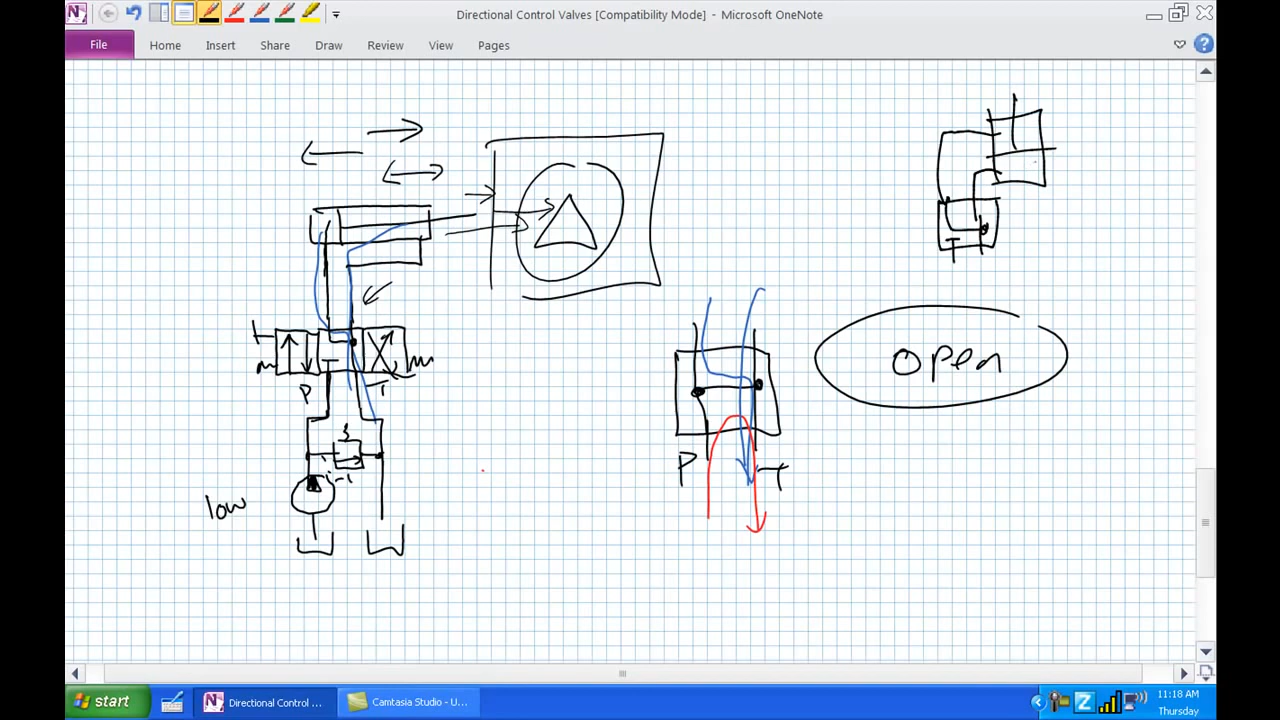 Directional Control Valves [Compatibility Mode] - Microsoft OneNote
File Home Insert Share Draw Review View Pages
open
P T
P T
low
start
Directional Control ...
Camtasia Studio - U...
11:18 AM
Thursday